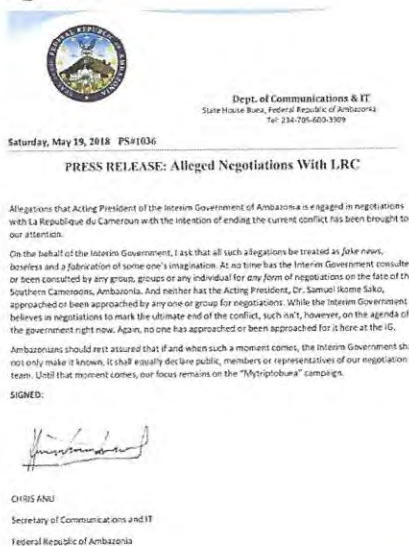 FEDERAL REPUBLIC OF AMBAZONIA
Dept. of Communications & IT
State House Buea, Federal Republic of Ambazonia
Tel: 234-705-600-3909
Saturday, May 19, 2018 PS#1036
PRESS RELEASE: Alleged Negotiations With LRC
Allegations that Acting President of the Interim Government of Ambazonia is engaged in negotiations
with La Republique du Cameroun with the intention of ending the current conflict has been brought to
our attention.
On the behalf of the Interim Government, I ask that all such allegations be treated as fake news,
baseless and a fabrication of some one's imagination. At no time has the Interim Government consulte
or been consulted by any group, groups or any individual for any form of negotiations on the fate of th
Southern Cameroons, Ambazonia. And neither has the Acting President, Dr. Samuel Ikome Sako,
approached or been approached by any one or group for negotiations. While the Interim Government
believes in negotiations to mark the ultimate end of the conflict, such isn't, however, on the agenda of
the government right now. Again, no one has approached or been approached for it here at the IG.
Ambazonians should rest assured that if and when such a moment comes, the Interim Government sh
not only make it known, it shall equally declare public, members or representatives of our negotiation
team. Until that moment comes, our focus remains on the "Mytriptobuea" campaign.
SIGNED:
CHRIS ANU
Secretary of Communications and IT
Federal Republic of Ambazonia